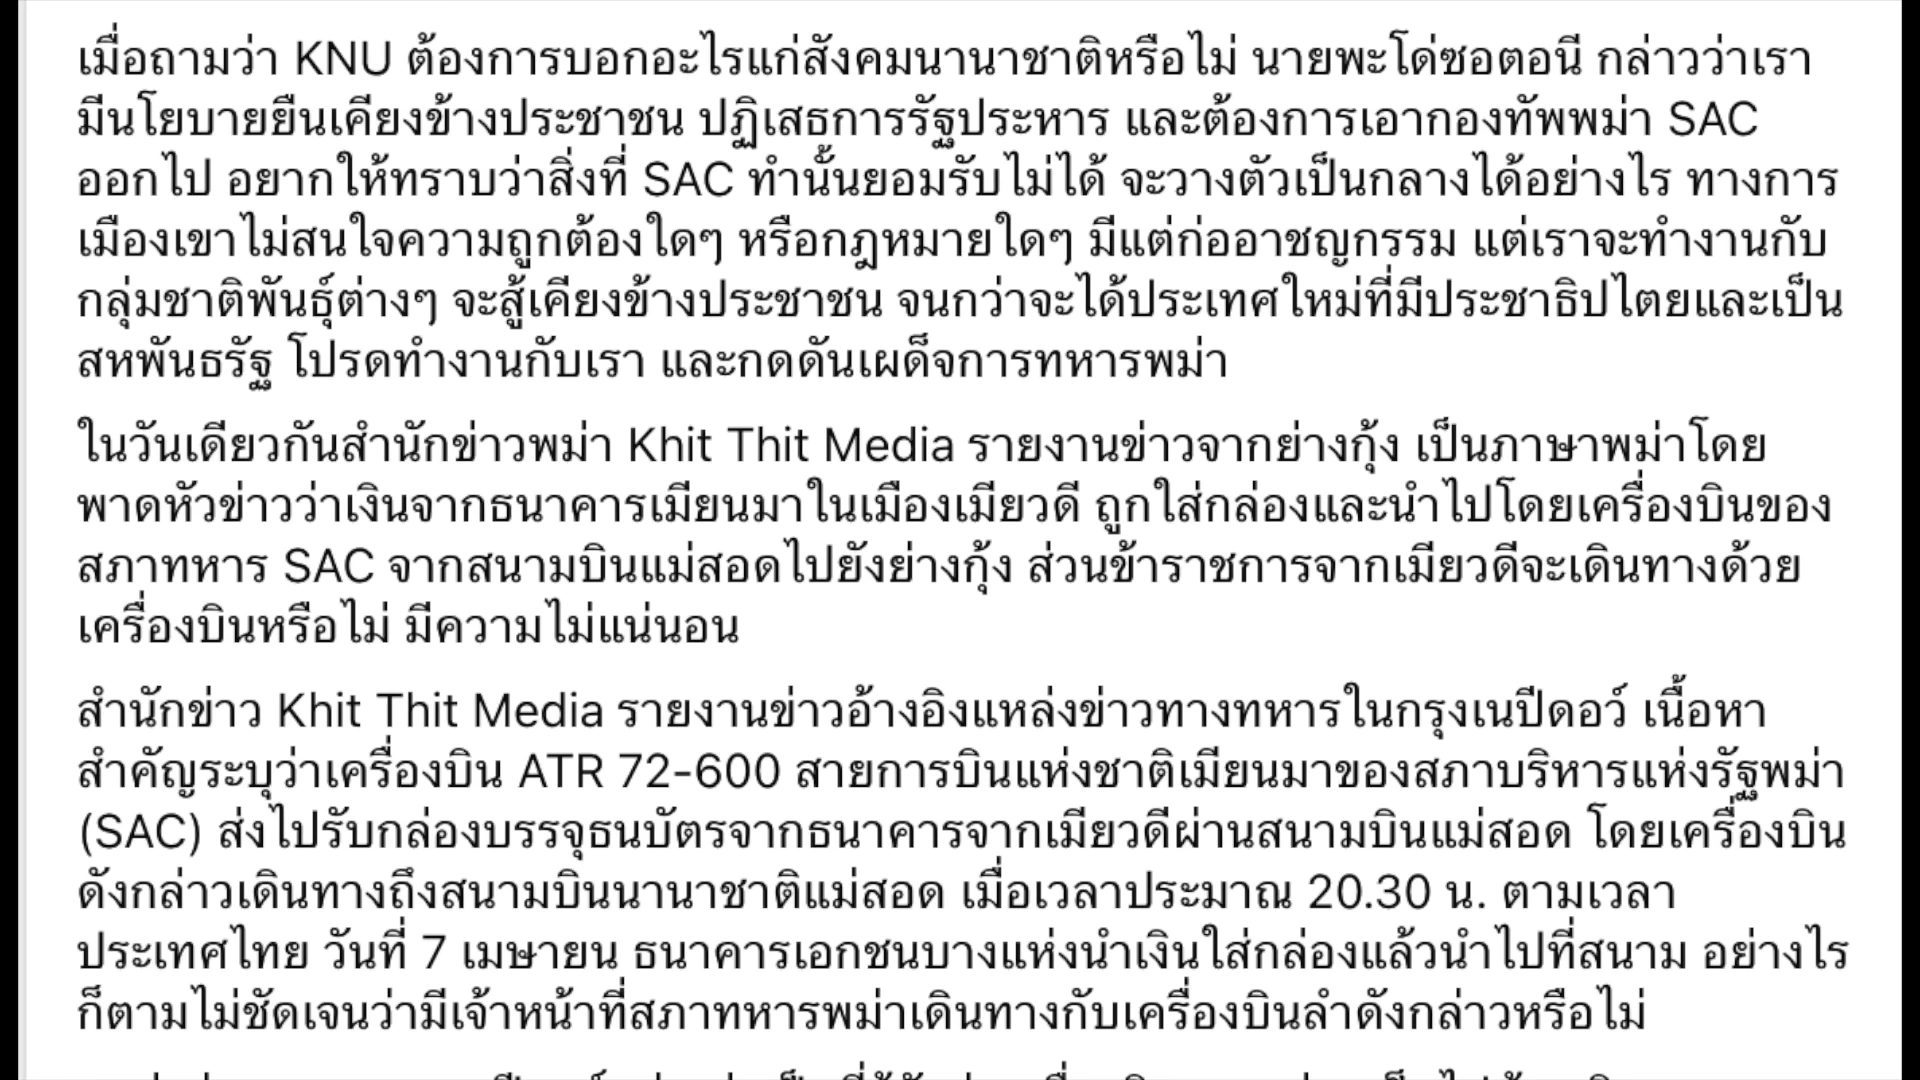 เมื่อถามว่า KNU ต้องการบอกอะไรแก่สังคมนานาชาติหรือไม่ นายพะโด่ซอตอนี กล่าวว่าเรา
มีนโยบายยืนเคียงข้างประชาชน ปฏิเสธการรัฐประหาร และต้องการเอากองทัพพม่า SAC
ออกไป อยากให้ทราบว่าสิ่งที่ SAC ทำนั้นยอมรับไม่ได้ จะวางตัวเป็นกลางได้อย่างไร ทางการ
เมืองเขาไม่สนใจความถูกต้องใดๆ หรือกฎหมายใดๆ มีแต่ก่ออาชญกรรม แต่เราจะทำงานกับ
กลุ่มชาติพันธุ์ต่างๆ จะสู้เคียงข้างประชาชน จนกว่าจะได้ประเทศใหม่ที่มีประชาธิปไตยและเป็น
สหพันธรัฐ โปรดทำงานกับเรา และกดดันเผด็จการทหารพม่า
ในวันเดียวกันสำนักข่าวพม่า Khit Thit Media รายงานข่าวจากย่างกุ้ง เป็นภาษาพม่าโดย
พาดหัวข่าวว่าเงินจากธนาคารเมียนมาในเมืองเมียวดี ถูกใส่กล่องและนำไปโดยเครื่องบินของ
สภาทหาร SAC จากสนามบินแม่สอดไปยังย่างกุ้ง ส่วนข้าราชการจากเมียวดีจะเดินทางด้วย
เครื่องบินหรือไม่ มีความไม่แน่นอน
สำนักข่าว Khit Thit Media รายงานข่าวอ้างอิงแหล่งข่าวทางทหารในกรุงเนปีดอว์ เนื้อหา
สำคัญระบุว่าเครื่องบิน ATR 72-600 สายการบินแห่งชาติเมียนมาของสภาบริหารแห่งรัฐพม่า
(SAC) ส่งไปรับกล่องบรรจุธนบัตรจากธนาคารจากเมียวดีผ่านสนามบินแม่สอด โดยเครื่องบิน
ดังกล่าวเดินทางถึงสนามบินนานาชาติแม่สอด เมื่อเวลาประมาณ 20.30 น. ตามเวลา
ประเทศไทย วันที่ 7 เมษายน ธนาคารเอกชนบางแห่งนำเงินใส่กล่องแล้วนำไปที่สนาม อย่างไร
ก็ตามไม่ชัดเจนว่ามีเจ้าหน้าที่สภาทหารพม่าเดินทางกับเครื่องบินลำดังกล่าวหรือไม่